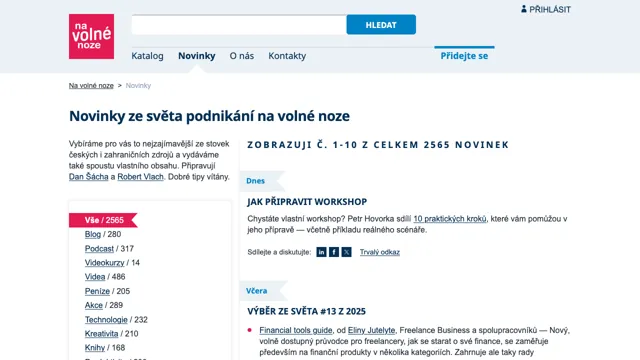 na
volné
noze
HLEDAT
PŘIHLÁSIT
Katalog
Novinky
O nás
Kontakty
Přidejte se
Na volné noze > Novinky
Novinky ze světa podnikání na volné noze
Vybíráme pro vás to nejzajímavější ze stovek
českých i zahraničních zdrojů a vydáváme
také spoustu vlastního obsahu. Připravují
Dan Šácha a Robert Vlach. Dobré tipy vítány.
Vše / 2565
Blog / 280
Podcast / 317
Videokurzy / 14
Videa / 486
Peníze / 205
Akce / 289
Technologie / 232
Kreativita / 210
Knihy / 168
ZOBRAZUJI Č. 1-10 Z CELKEM 2565 NOVINEK
Dnes
JAK PŘIPRAVIT WORKSHOP
Chystáte vlastní workshop? Petr Hovorka sdílí 10 praktických kroků, které vám pomůžou v
jeho přípravě — včetně příkladu reálného scénáře.
Sdílejte a diskutujte:
Trvalý odkaz
Včera
VÝBĚR ZE SVĚTA #13 Z 2025
Financial tools guide, od Eliny Jutelyte, Freelance Business a spolupracovníků — Nový,
volně dostupný průvodce pro freelancery, jak se starat o své finance, se zaměřuje
především na finanční produkty v několika kategoriích. Zahrnuje ale taky rady